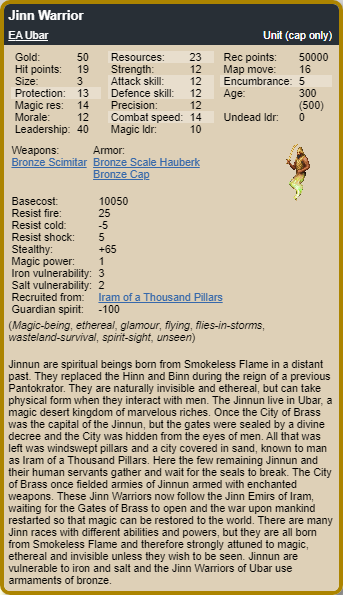 Jinn Warrior
EA Ubar Unit (cap only)
Gold: 50 Resources: 23 Rec points: 50000
Hit points: 19 Strength: 12 Map move: 16
Size: 3 Attack skill: 12 Encumbrance: 5
Protection: 13 Defence skill: 12 Age: 300
Magic res: 14 Precision: 12 (500)
Morale: 12 Combat speed: 14 Undead ldr: 0
Leadership: 40 Magic ldr: 10
Weapons: Armor:
Bronze Scimitar Bronze Scale Hauberk
Bronze Cap
Basecost: 10050
Resist fire: 25
Resist cold: -5
Resist shock: 5
Stealthy: +65
Magic power: 1
Iron vulnerability: 3
Salt vulnerability: 2
Recruited from: Iram of a Thousand Pillars
Guardian spirit: -100
(Magic-being, ethereal, glamour, flying, flies-in-storms,
wasteland-survival, spirit-sight, unseen)
Jinnun are spiritual beings born from Smokeless Flame in a distant
past. They replaced the Hinn and Binn during the reign of a previous
Pantokrator. They are naturally invisible and ethereal, but can take
physical form when they interact with men. The Jinnun live in Ubar, a
magic desert kingdom of marvelous riches. Once the City of Brass
was the capital of the Jinnun, but the gates were sealed by a divine
decree and the City was hidden from the eyes of men. All that was
left was windswept pillars and a city covered in sand, known to man
as Iram of a Thousand Pillars. Here the few remaining Jinnun and
their human servants gather and wait for the seals to break. The City
of Brass once fielded armies of Jinnun armed with enchanted
weapons. These Jinn Warriors now follow the Jinn Emirs of Iram,
waiting for the Gates of Brass to open and the war upon mankind
restarted so that magic can be restored to the world. There are many
Jinn races with different abilities and powers, but they are all born
from Smokeless Flame and therefore strongly attuned to magic,
ethereal and invisible unless they wish to be seen. Jinnun are
vulnerable to iron and salt and the Jinn Warriors of Ubar use
armaments of bronze.